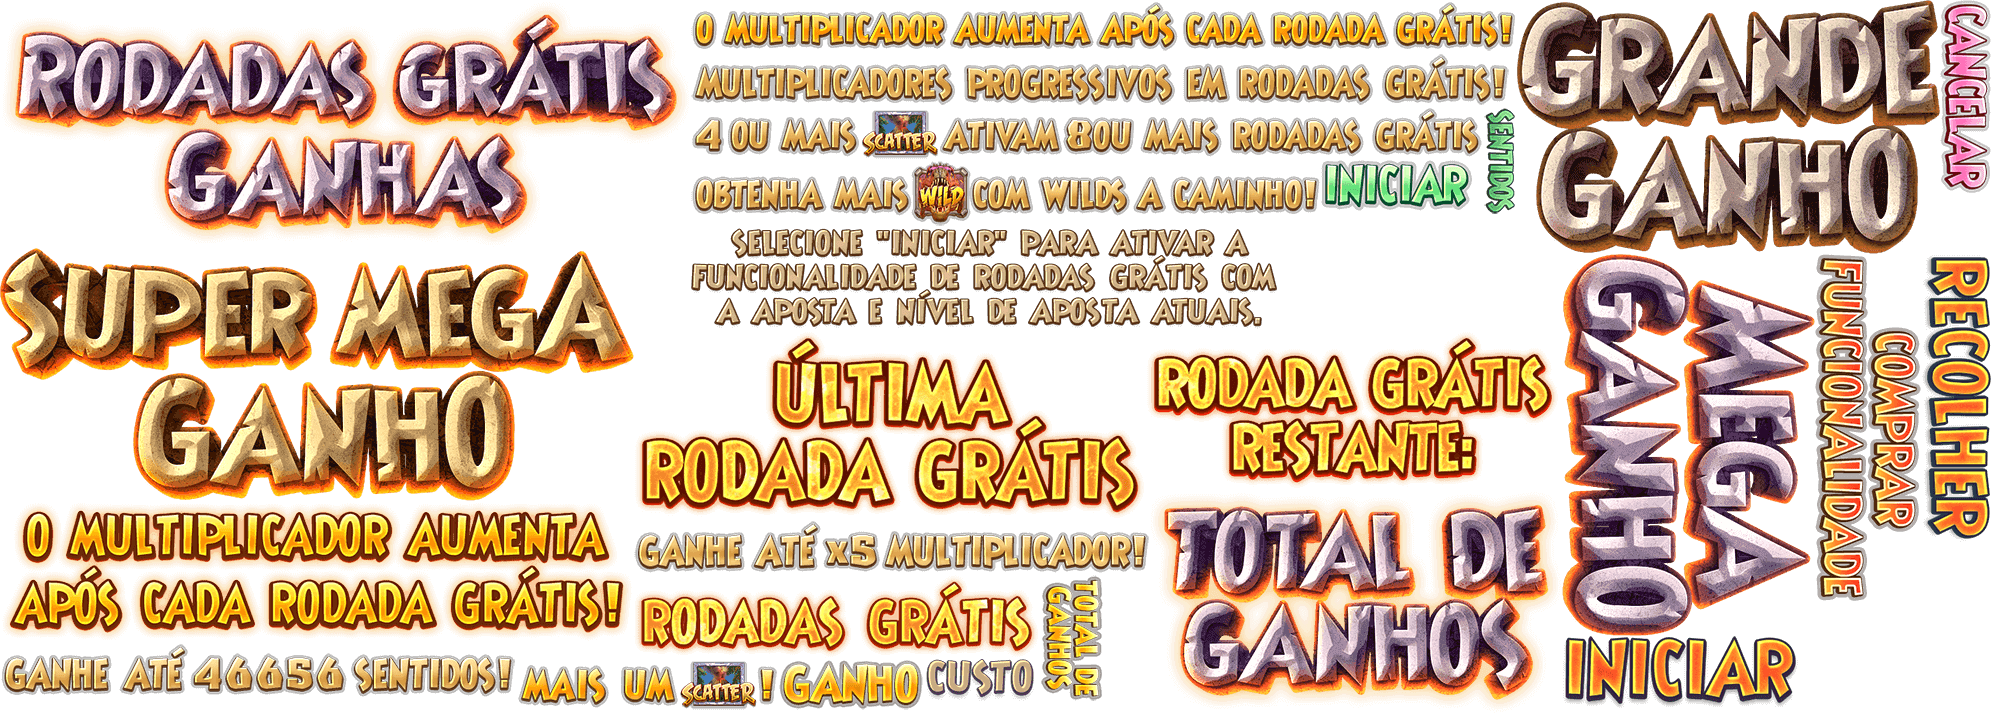 RODADAS GRÁTIS
GANHAS
SUPER MEGA
GANHO
O MULTIPLICADOR AUMENTA
APÓS CADA RODADA GRÁTIS!
GANHE ATÉ 46656 SENTIDOS!
O MULTIPLICADOR AUMENTA APÓS CADA RODADA GRÁTIS!
MULTIPLICADORES PROGRESSIVOS EM RODADAS GRÁTIS!
4 OU MAIS SCATTER ATIVAM 8OU MAIS RODADAS GRÁTIS
SENTIDOS
OBTENHA MAIS WILD COM WILDS A CAMINHO!
INICIAR
SELECIONE "INICIAR" PARA ATIVAR A
FUNCIONALIDADE DE RODADAS GRÁTIS COM
A APOSTA E NÍVEL DE APOSTA ATUAIS.
ÚLTIMA
RODADA GRÁTIS
GANHE ATÉ x5 MULTIPLICADOR!
RODADAS GRÁTIS
TOTAL DE
GANHOS
MAIS UM SCATTER !
GANHO
CUSTO
RODADA GRÁTIS
RESTANTE:
TOTAL DE
GANHOS
GRANDE
GANHO
CANCELAR
MEGA
GANHO
COMPRAR
FUNCIONALIDADE
RECOLHER
INICIAR